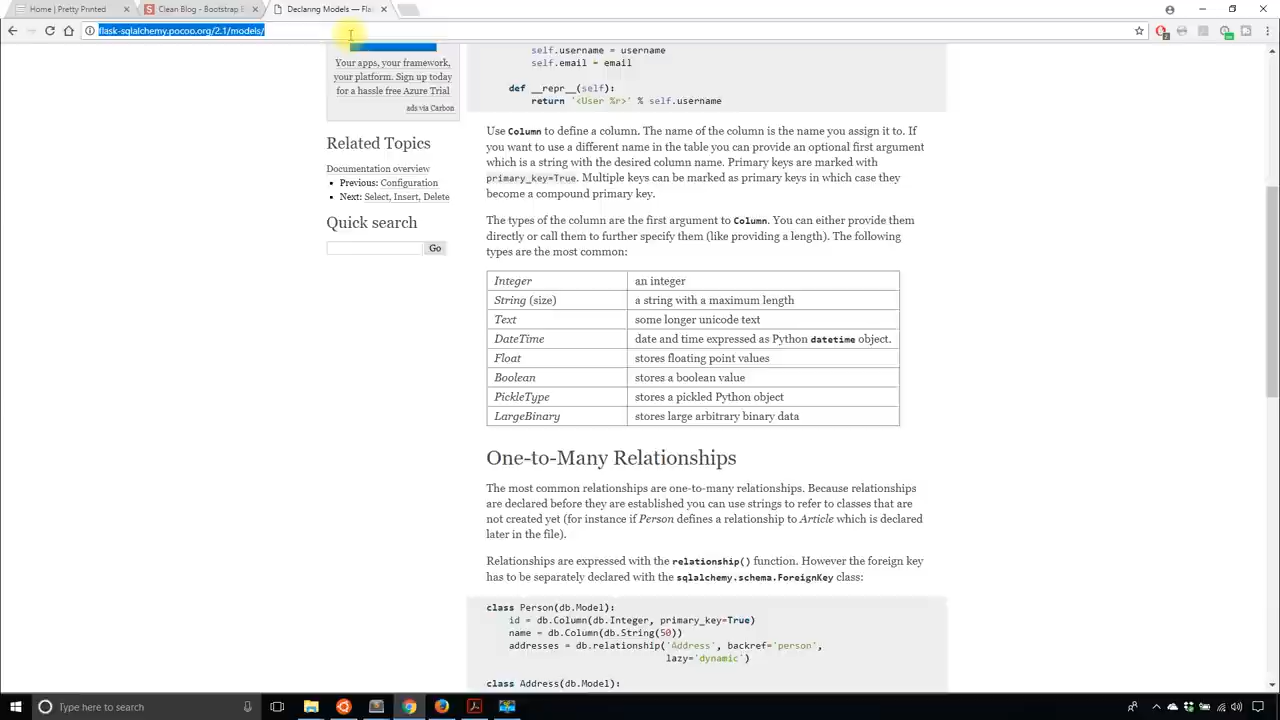 Home | Pretty Printed
Clean Blog - Bootstrap B
Declaring Models — Fla
flask-sqlalchemy.pocoo.org/2.1/models/
Your apps, your framework,
your platform. Sign up today
for a hassle free Azure Trial
ads via Carbon
Related Topics
Documentation overview
Previous: Configuration
Next: Select, Insert, Delete
Quick search
Go
self.username = username
self.email = email
def __repr__(self):
return '<User %r>' % self.username
Use Column to define a column. The name of the column is the name you assign it to. If
you want to use a different name in the table you can provide an optional first argument
which is a string with the desired column name. Primary keys are marked with
primary_key=True. Multiple keys can be marked as primary keys in which case they
become a compound primary key.
The types of the column are the first argument to Column. You can either provide them
directly or call them to further specify them (like providing a length). The following
types are the most common:
Integer an integer
String (size) a string with a maximum length
Text some longer unicode text
DateTime date and time expressed as Python datetime object.
Float stores floating point values
Boolean stores a boolean value
PickleType stores a pickled Python object
LargeBinary stores large arbitrary binary data
One-to-Many Relationships
The most common relationships are one-to-many relationships. Because relationships
are declared before they are established you can use strings to refer to classes that are
not created yet (for instance if Person defines a relationship to Article which is declared
later in the file).
Relationships are expressed with the relationship() function. However the foreign key
has to be separately declared with the sqlalchemy.schema.ForeignKey class:
class Person(db.Model):
id = db.Column(db.Integer, primary_key=True)
name = db.Column(db.String(50))
addresses = db.relationship('Address', backref='person',
lazy='dynamic')
class Address(db.Model):
Type here to search